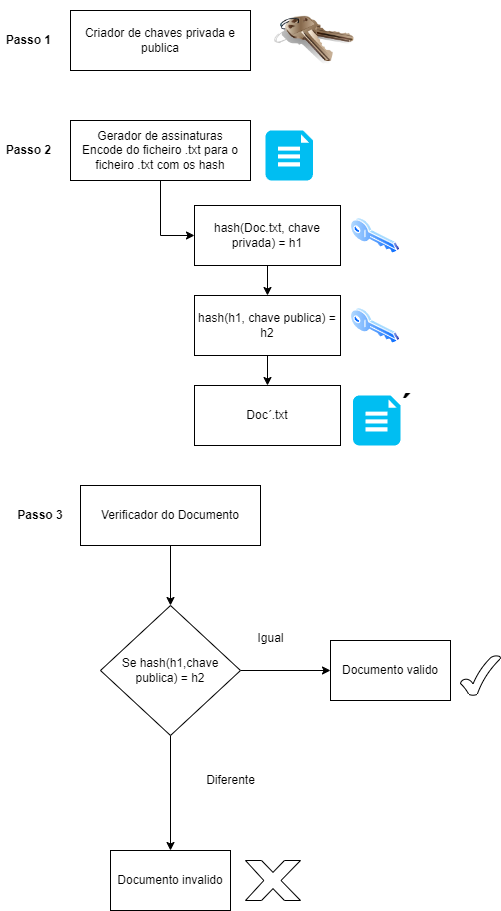 Passo 1
Criador de chaves privada e
publica
Passo 2
Gerador de assinaturas
Encode do ficheiro .txt para o
ficheiro .txt com os hash
hash(Doc.txt, chave
privada) = h1
hash(h1, chave publica) =
h2
Doc´.txt
´
Passo 3
Verificador do Documento
Se hash(h1,chave
publica) = h2
Igual
Documento valido
Diferente
Documento invalido